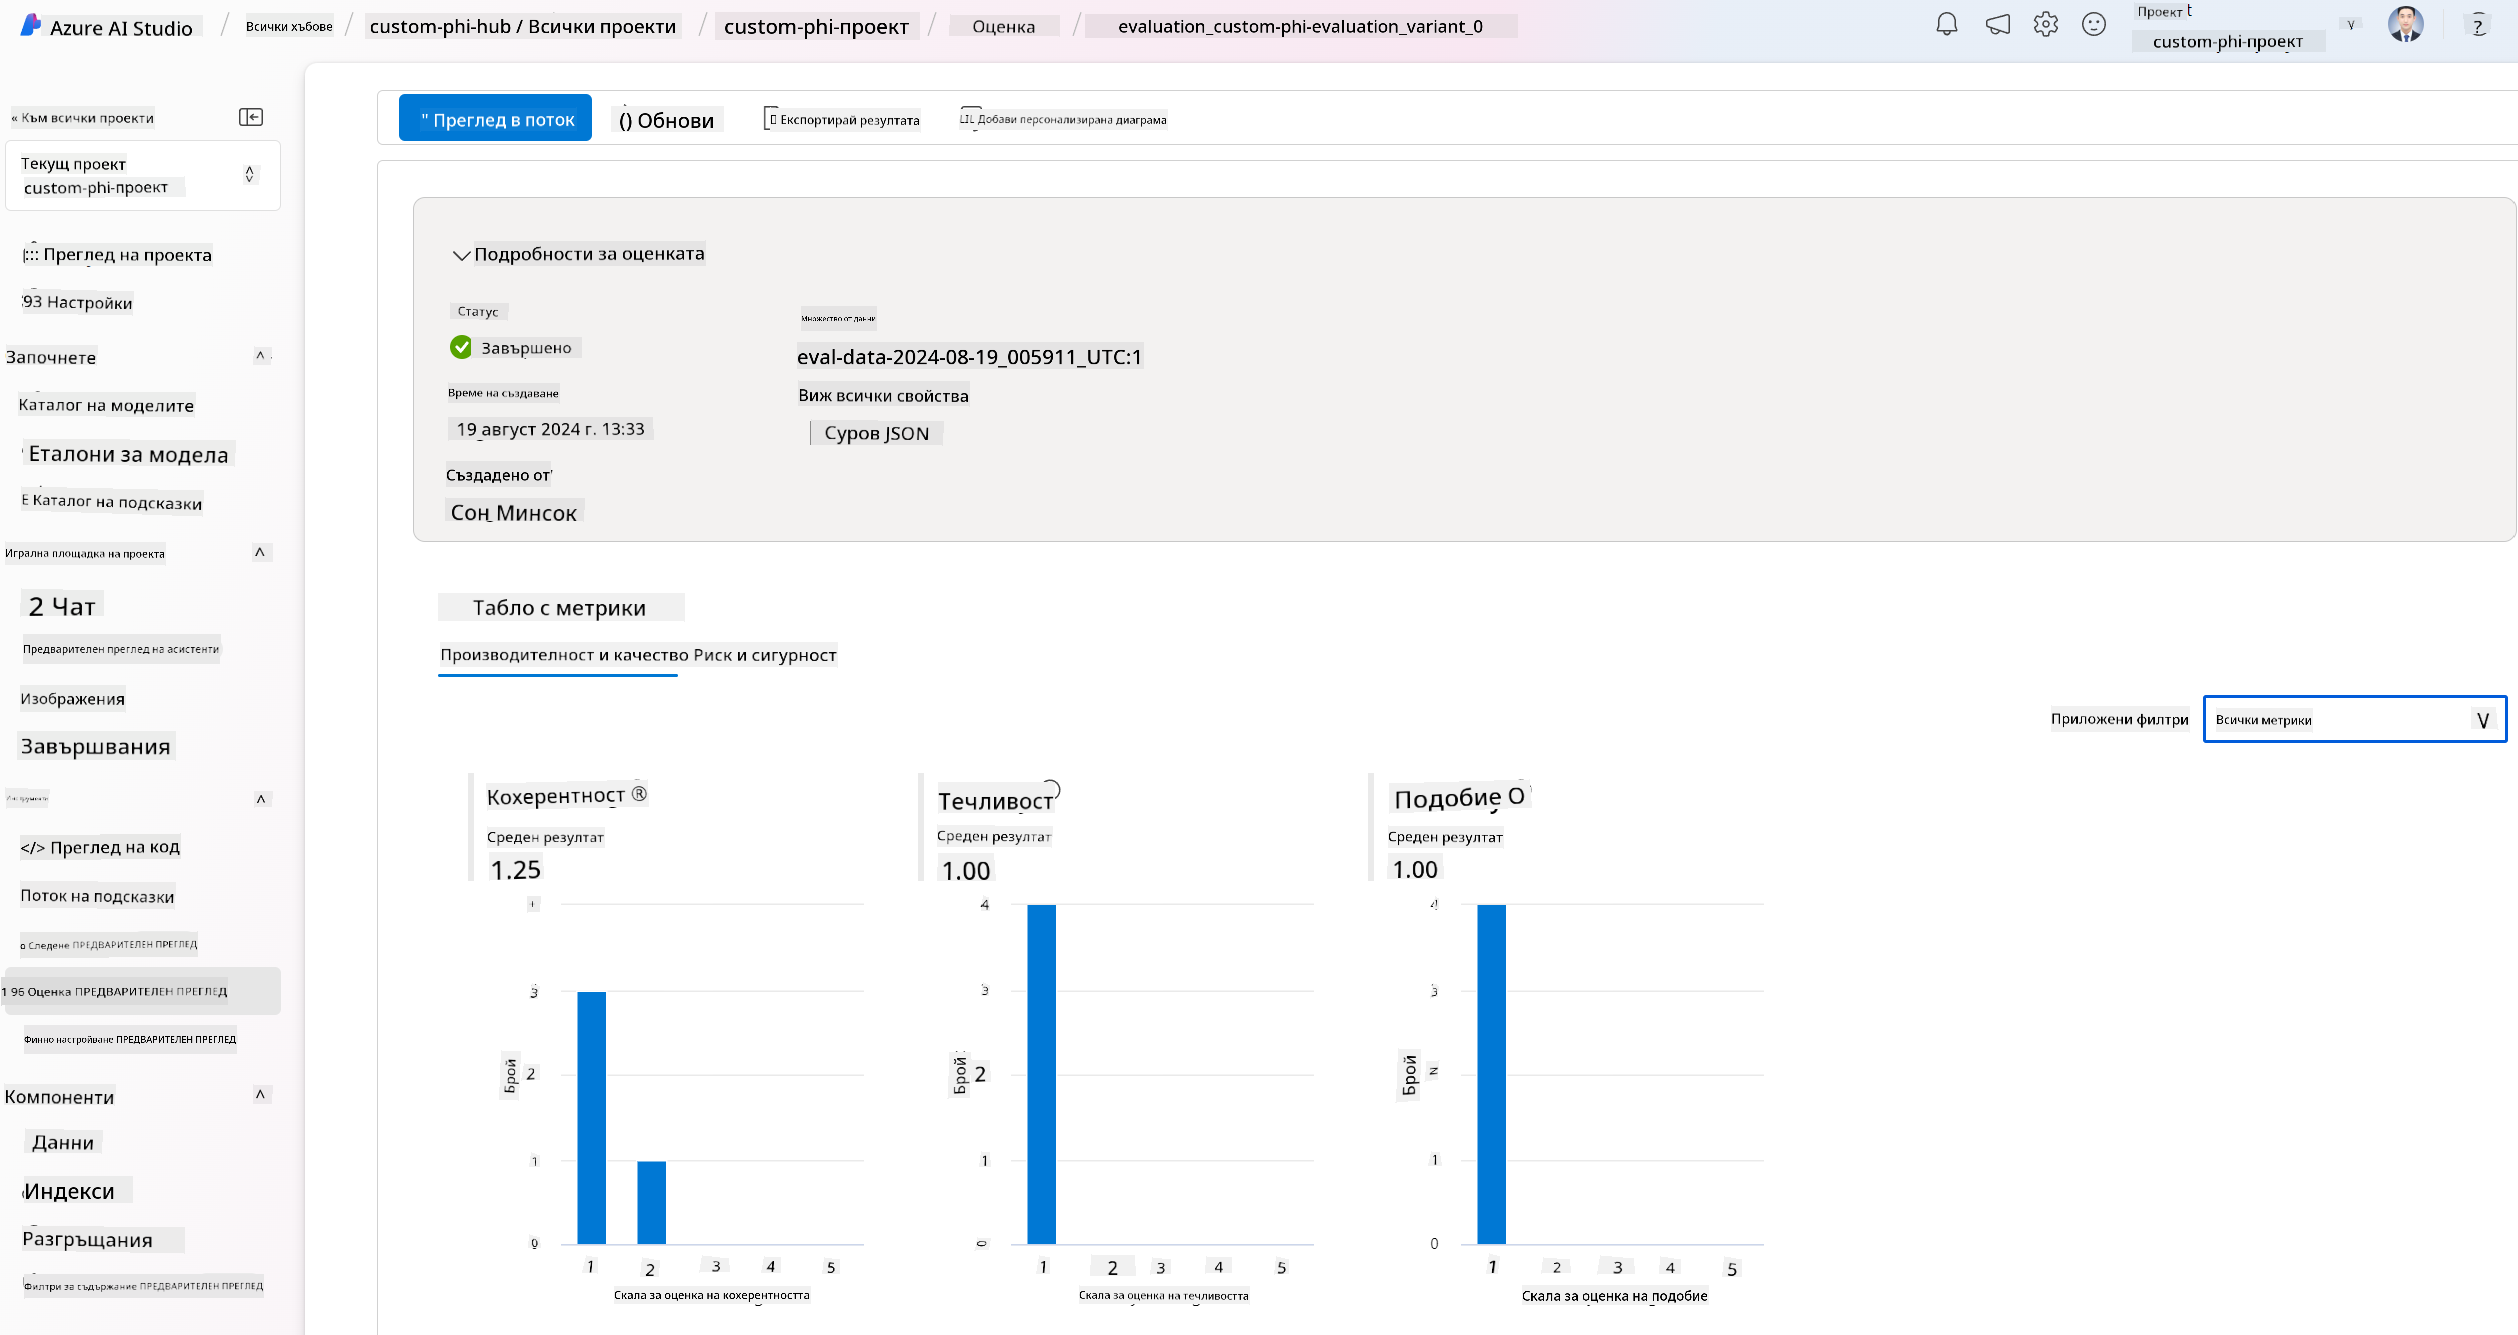 Azure AI Studio / Всички хъбове / custom-phi-hub / Всички проекти / custom-phi-проект / Оценка / evaluation_custom-phi-evaluation_variant_0
Проект
custom-phi-проект
?
« Към всички проекти
Текущ проект
custom-phi-проект
Преглед на проекта
93 Настройки
Започнете
Каталог на моделите
Еталони за модела
E Каталог на подсказки
Игрална площадка на проекта
2 Чат
Предварителен преглед на асистенти
Изображения
Завършвания
Инструменти
</> Преглед на код
Поток на подсказки
Следене ПРЕДВАРИТЕЛЕН ПРЕГЛЕД
1 96 Оценка ПРЕДВАРИТЕЛЕН ПРЕГЛЕД
Фино настройване ПРЕДВАРИТЕЛЕН ПРЕГЛЕД
Компоненти
Данни
Индекси
Разгръщания
Филтри за съдържание ПРЕДВАРИТЕЛЕН ПРЕГЛЕД
" Преглед в поток
() Обнови
Експортирай резултата
Добави персонализирана диаграма
Подробности за оценката
Статус
Завършено
Време на създаване
19 август 2024 г. 13:33
Създадено от
Сон Минсок
Множество от данни
eval-data-2024-08-19_005911_UTC:1
Виж всички свойства
Суров JSON
Табло с метрики
Производителност и качество Риск и сигурност
Приложени филтри
Всички метрики
Кохерентност ®
Среден резултат
1.25
3
2
1
0
Брой
1 2 3 4 5
Скала за оценка на кохерентността
Течливост
Среден резултат
1.00
4
3
2
1
0
Брой
1 2 3 4 5
Скала за оценка на течливостта
Подобие О
Среден резултат
1.00
4
3
N
1
0
Брой
1 2 3 4 5
Скала за оценка на подобие